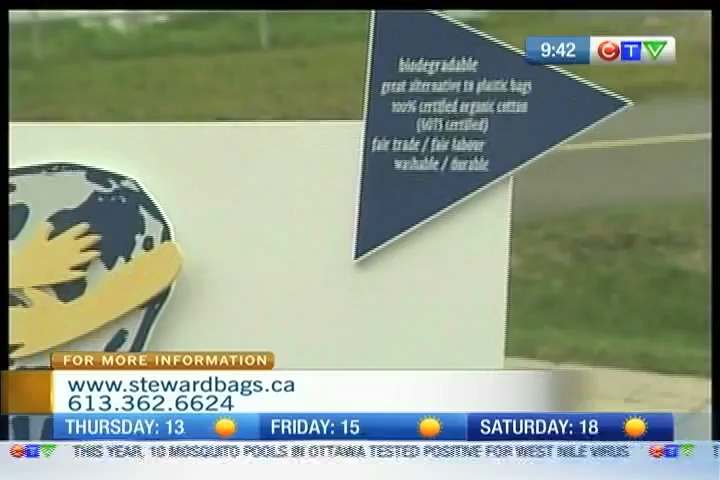 9:42 CTV
biodegradable
great alternative to plastic bags
100% certified organic cotton
(GOTS certified)
fair trade / fair labour
washable / durable
FOR MORE INFORMATION
www.stewardbags.ca
613.362.6624
THURSDAY: 13 FRIDAY: 15 SATURDAY: 18
CTV THIS YEAR, 10 MOSQUITO POOLS IN OTTAWA TESTED POSITIVE FOR WEST NILE VIRUS. CTV